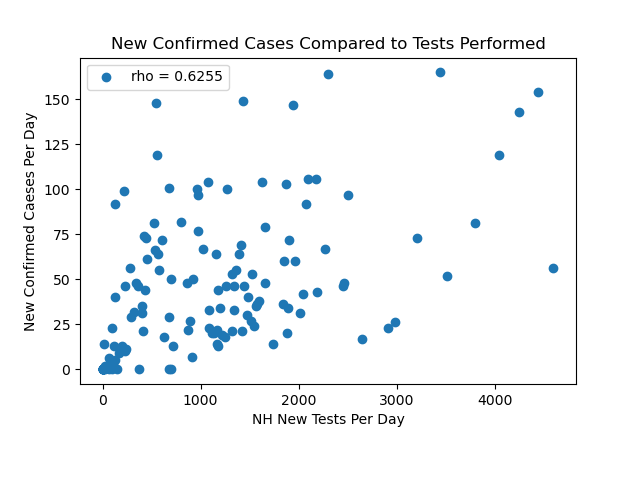 New Confirmed Cases Compared to Tests Performed
rho = 0.6255
New Confirmed Caeses Per Day
150
125
100
75
50
25
0
0 1000 2000 3000 4000
NH New Tests Per Day